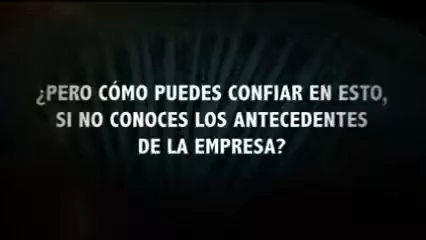 ¿PERO CÓMO PUEDES CONFIAR EN ESTO,
SI NO CONOCES LOS ANTECEDENTES
DE LA EMPRESA?